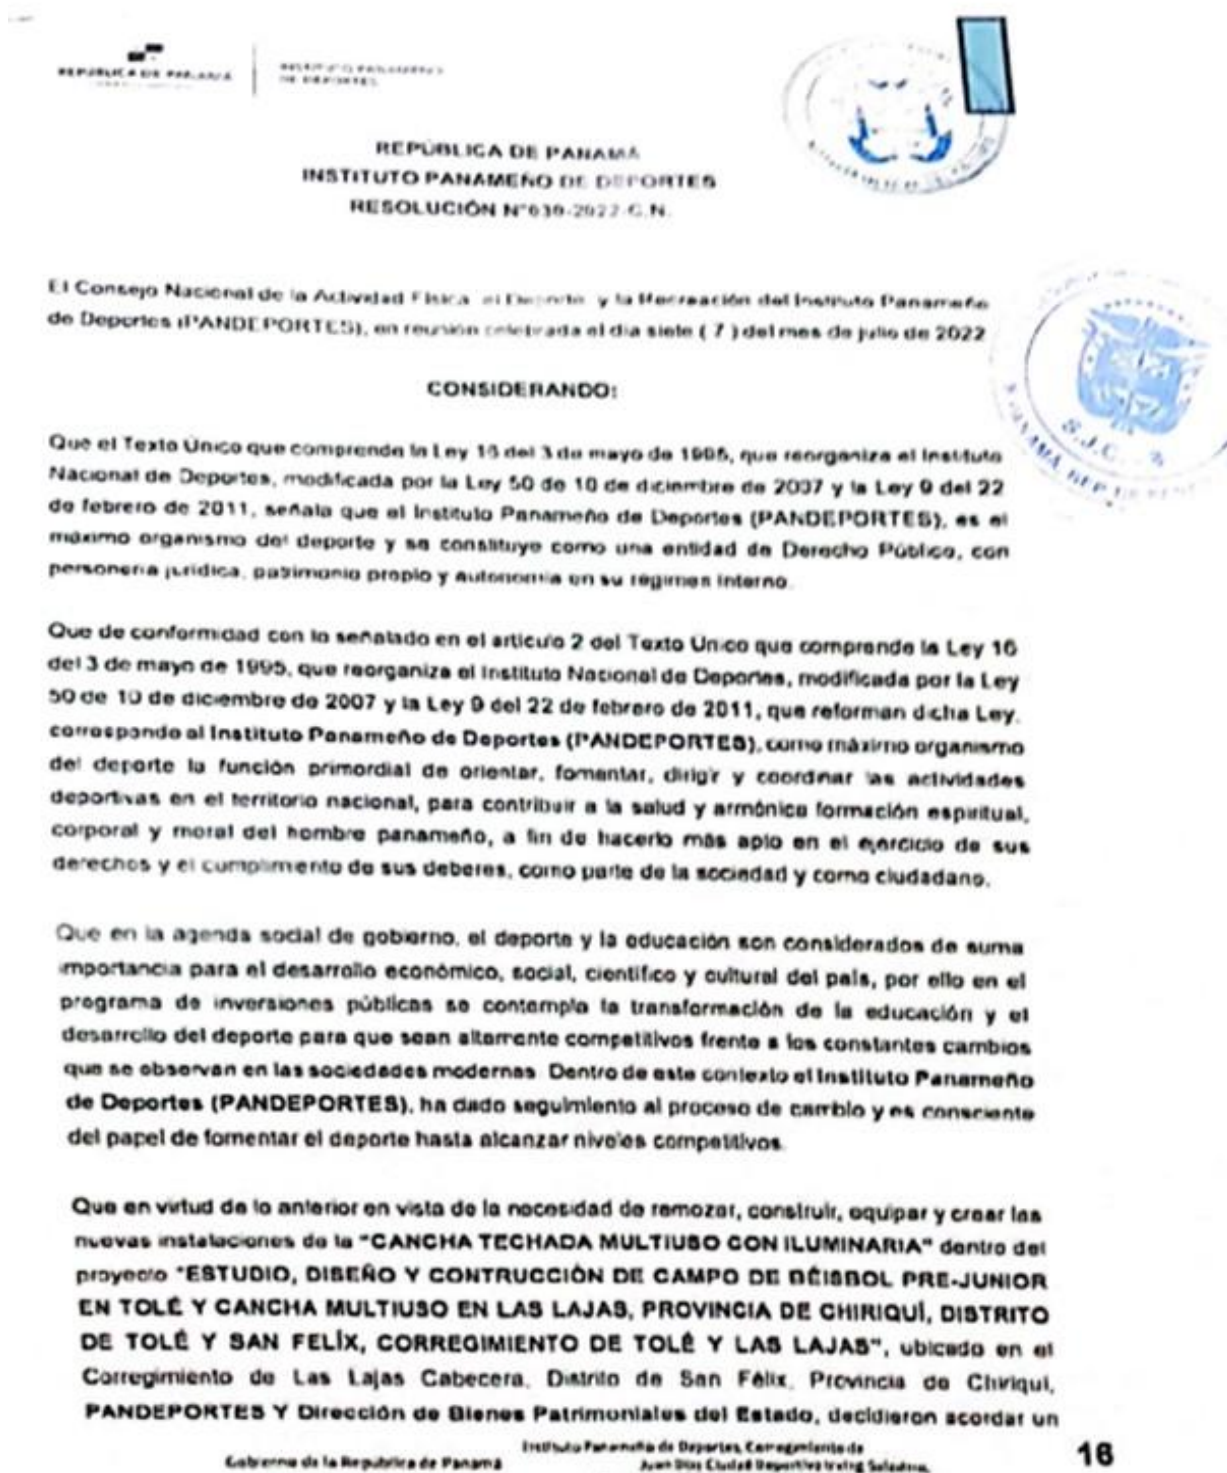 REPÚBLICA DE PANAMÁ
INSTITUTO PANAMEÑO
DE DEPORTES
REPÚBLICA DE PANAMÁ
INSTITUTO PANAMEÑO DE DEPORTES
RESOLUCIÓN N°030-2022-C.N.
El Consejo Nacional de la Actividad Física el Deporte y la Recreación del Instituto Panameño
de Deportes (PANDEPORTES), en reunión celebrada el día siete ( 7 ) del mes de julio de 2022
CONSIDERANDO:
Que el Texto Único que comprende la Ley 16 del 3 de mayo de 1995, que reorganiza el Instituto
Nacional de Deportes, modificada por la Ley 50 de 10 de diciembre de 2007 y la Ley 9 del 22
de febrero de 2011, señala que el Instituto Panameño de Deportes (PANDEPORTES), es el
máximo organismo del deporte y se constituye como una entidad de Derecho Público, con
personería jurídica, patrimonio propio y autonomía en su régimen interno.
Que de conformidad con lo señalado en el artículo 2 del Texto Único que comprende la Ley 16
del 3 de mayo de 1995, que reorganiza el Instituto Nacional de Deportes, modificada por la Ley
50 de 10 de diciembre de 2007 y la Ley 9 del 22 de febrero de 2011, que reforman dicha Ley,
corresponde al Instituto Panameño de Deportes (PANDEPORTES), como máximo organismo
del deporte la función primordial de orientar, fomentar, dirigir y coordinar las actividades
deportivas en el territorio nacional, para contribuir a la salud y armónica formación espiritual,
corporal y moral del hombre panameño, a fin de hacerlo más apto en el ejercicio de sus
derechos y el cumplimiento de sus deberes, como parte de la sociedad y como ciudadano.
Que en la agenda social de gobierno, el deporte y la educación son considerados de suma
importancia para el desarrollo económico, social, científico y cultural del país, por ello en el
programa de inversiones públicas se contempla la transformación de la educación y el
desarrollo del deporte para que sean altamente competitivos frente a los constantes cambios
que se observan en las sociedades modernas. Dentro de este contexto el Instituto Panameño
de Deportes (PANDEPORTES), ha dado seguimiento al proceso de cambio y es consciente
del papel de fomentar el deporte hasta alcanzar niveles competitivos.
Que en virtud de lo anterior en vista de la necesidad de remozar, construir, equipar y crear las
nuevas instalaciones de la "CANCHA TECHADA MULTIUSO CON ILUMINARIA" dentro del
proyecto "ESTUDIO, DISEÑO Y CONTRUCCIÓN DE CAMPO DE BÉISBOL PRE-JUNIOR
EN TOLÉ Y CANCHA MULTIUSO EN LAS LAJAS, PROVINCIA DE CHIRIQUÍ, DISTRITO
DE TOLÉ Y SAN FELÍX, CORREGIMIENTO DE TOLÉ Y LAS LAJAS", ubicado en el
Corregimiento de Las Lajas Cabecera, Distrito de San Félix, Provincia de Chiriquí,
PANDEPORTES Y Dirección de Bienes Patrimoniales del Estado, decidieron acordar un
Gobierno de la República de Panamá
Instituto Panameño de Deportes, Corregimiento de
Juan Díaz Ciudad Deportiva Irving Saladino,
16
S.J.C.
PANAMÁ REP. DE